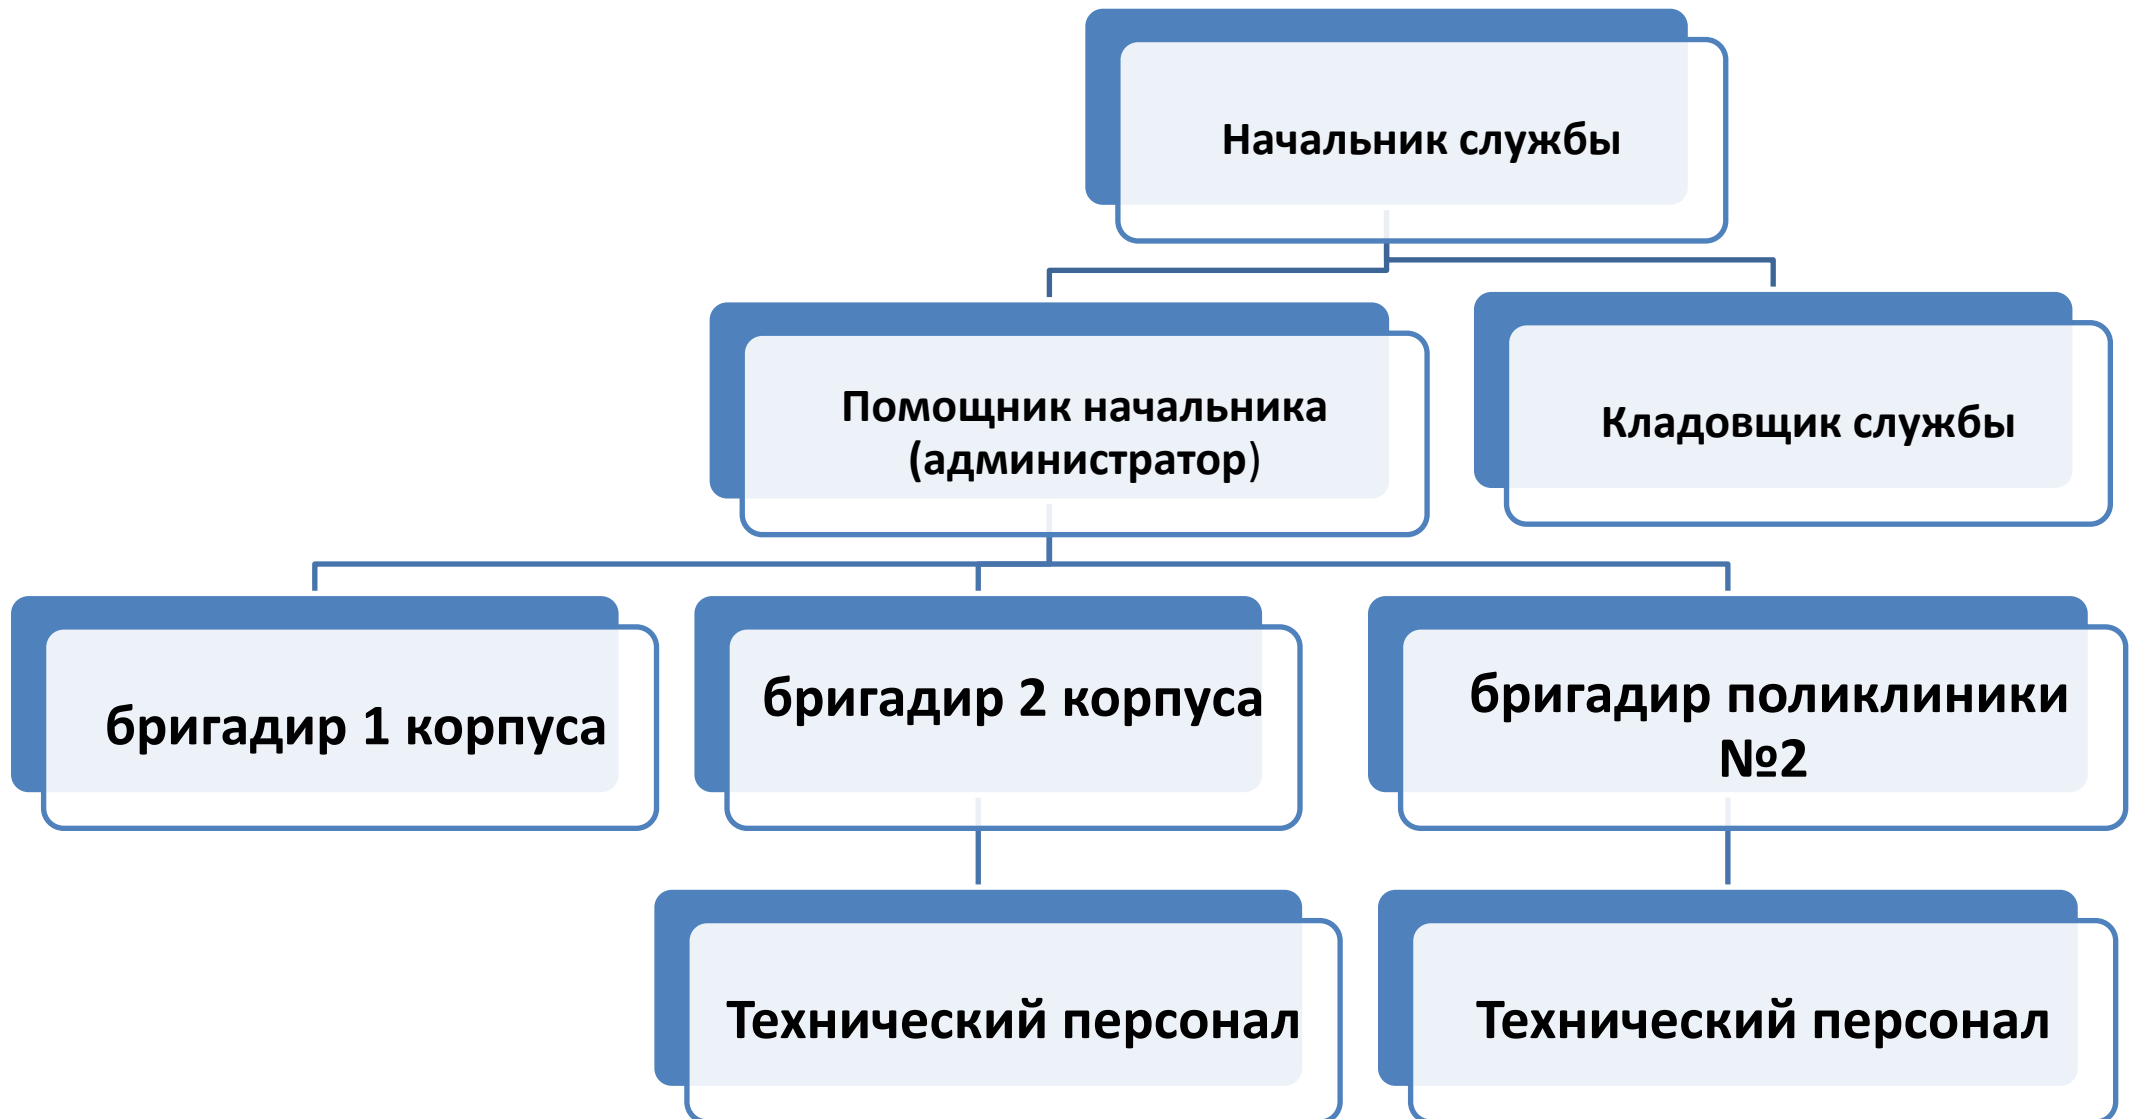 Начальник службы
Помощник начальника
(администратор)
Кладовщик службы
бригадир 1 корпуса
бригадир 2 корпуса
бригадир поликлиники
№2
Технический персонал
Технический персонал